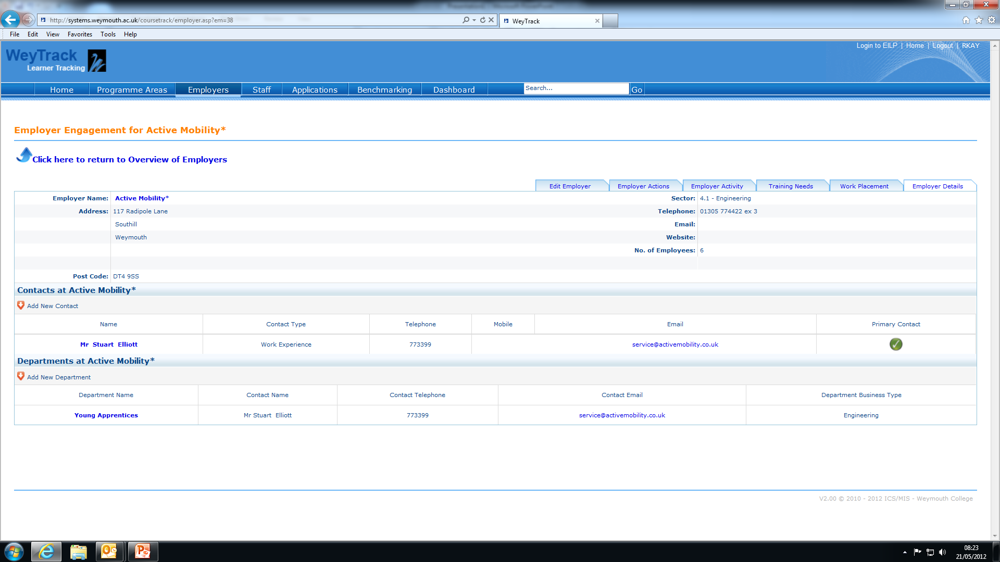 http://systems.weymouth.ac.uk/coursetrack/employer.asp?em=38
WeyTrack
File Edit View Favorites Tools Help
Login to EILP | Home | Logout | RKAY
WeyTrack
Learner Tracking
Home Programme Areas Employers Staff Applications Benchmarking Dashboard Search... Go
Employer Engagement for Active Mobility*
Click here to return to Overview of Employers
Edit Employer Employer Actions Employer Activity Training Needs Work Placement Employer Details
Employer Name: Active Mobility* Sector: 4.1 - Engineering
Address: 117 Radipole Lane Telephone: 01305 774422 ex 3
Southill Email:
Weymouth Website:
No. of Employees: 6
Post Code: DT4 9SS
Contacts at Active Mobility*
Add New Contact
Name Contact Type Telephone Mobile Email Primary Contact
Mr Stuart Elliott Work Experience 773399 service@activemobility.co.uk
Departments at Active Mobility*
Add New Department
Department Name Contact Name Contact Telephone Contact Email Department Business Type
Young Apprentices Mr Stuart Elliott 773399 service@activemobility.co.uk Engineering
V2.00 © 2010 - 2012 ICS/MIS - Weymouth College
08:23
21/05/2012